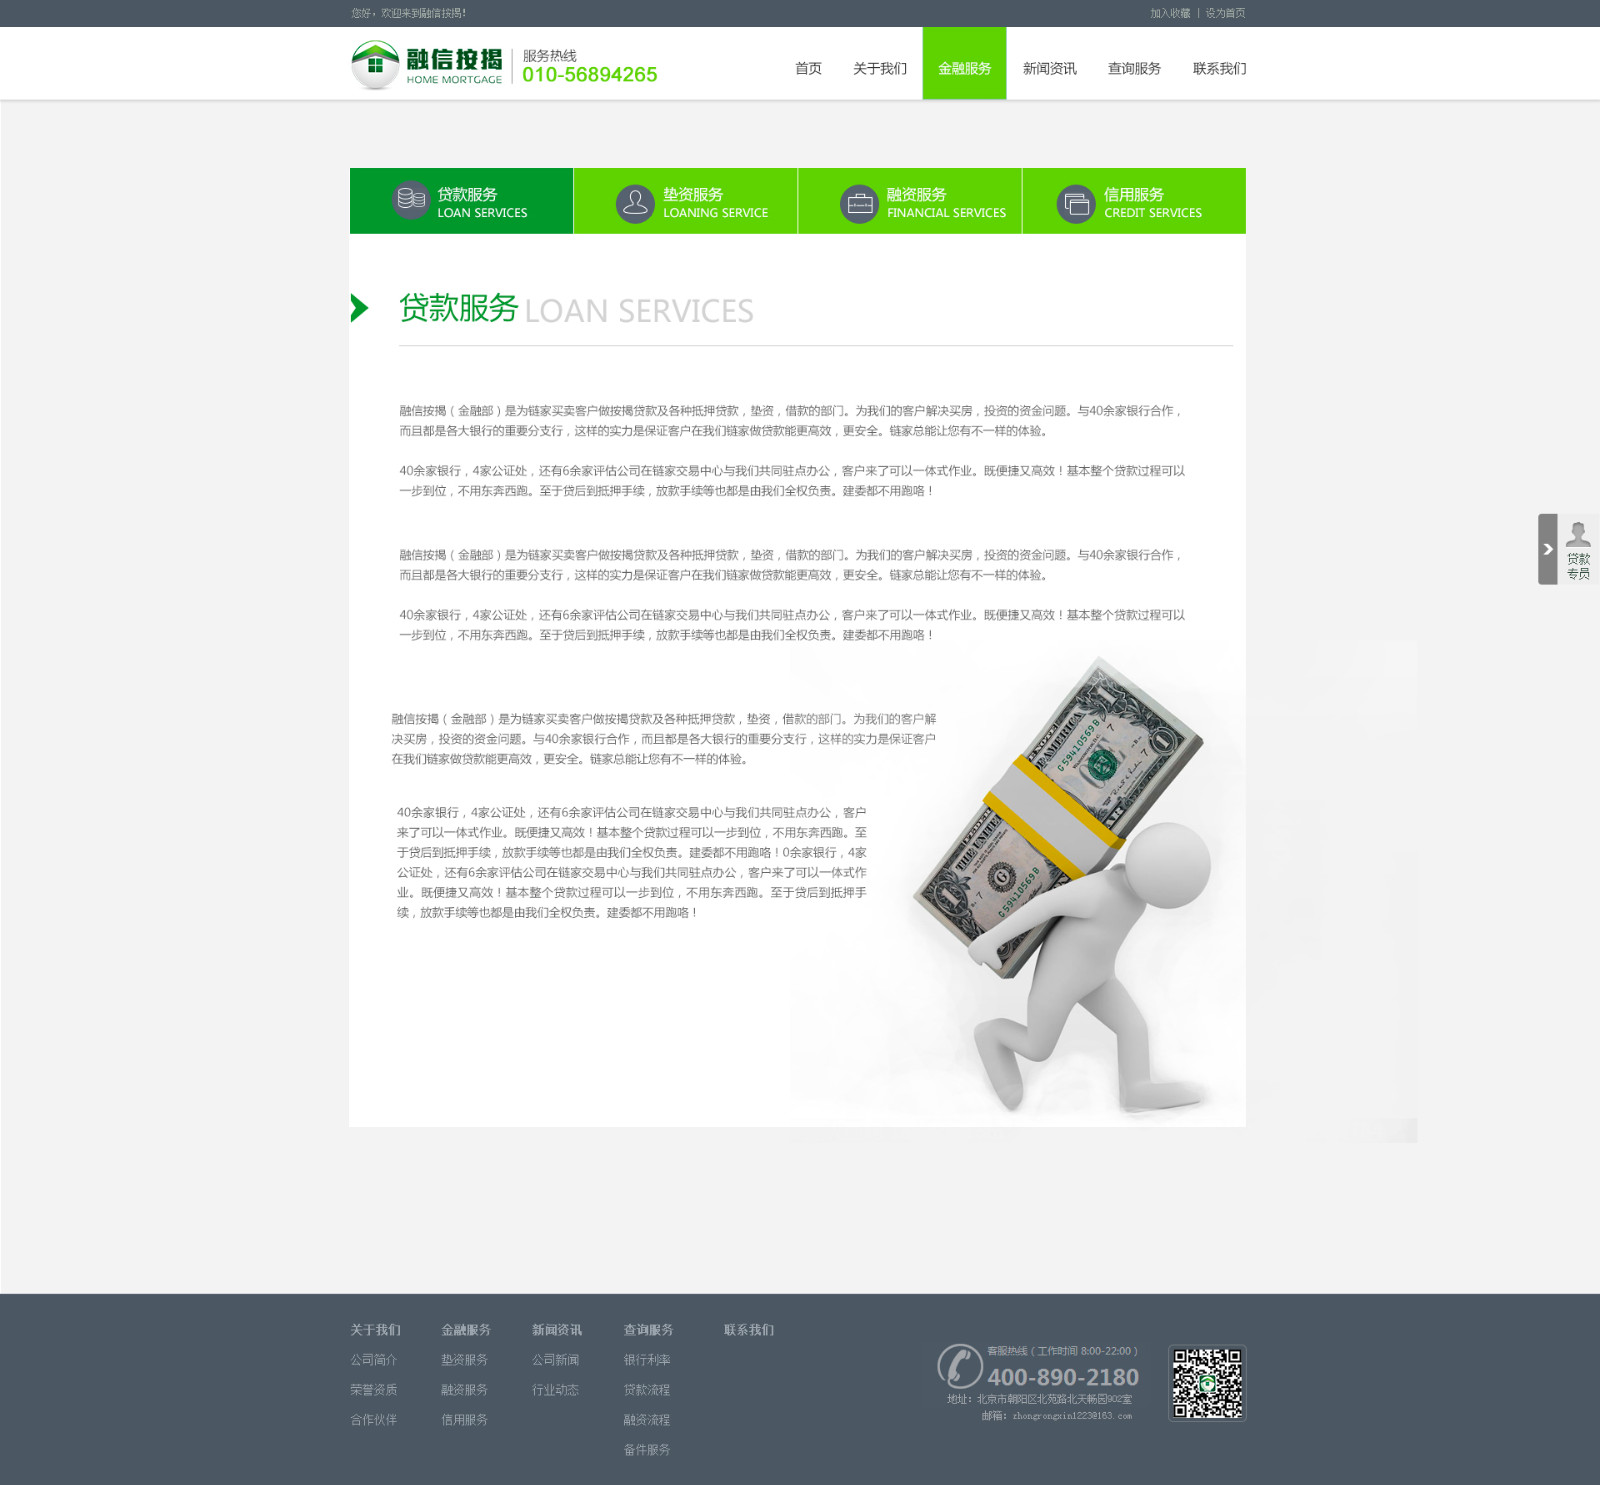 您好，欢迎来到融信按揭！
加入收藏 | 设为首页
融信按揭
HOME MORTGAGE
服务热线
010-56894265
首页 关于我们 金融服务 新闻资讯 查询服务 联系我们
贷款服务
LOAN SERVICES
垫资服务
LOANING SERVICE
融资服务
FINANCIAL SERVICES
信用服务
CREDIT SERVICES
贷款服务 LOAN SERVICES
融信按揭（金融部）是为链家买卖客户做按揭贷款及各种抵押贷款，垫资，借款的部门。为我们的客户解决买房，投资的资金问题。与40余家银行合作，
而且都是各大银行的重要分支行，这样的实力是保证客户在我们链家做贷款能更高效，更安全。链家总能让您有不一样的体验。
40余家银行，4家公证处，还有6余家评估公司在链家交易中心与我们共同驻点办公，客户来了可以一体式作业。既便捷又高效！基本整个贷款过程可以
一步到位，不用东奔西跑。至于贷后到抵押手续，放款手续等也都是由我们全权负责。建委都不用跑咯！
融信按揭（金融部）是为链家买卖客户做按揭贷款及各种抵押贷款，垫资，借款的部门。为我们的客户解决买房，投资的资金问题。与40余家银行合作，
而且都是各大银行的重要分支行，这样的实力是保证客户在我们链家做贷款能更高效，更安全。链家总能让您有不一样的体验。
40余家银行，4家公证处，还有6余家评估公司在链家交易中心与我们共同驻点办公，客户来了可以一体式作业。既便捷又高效！基本整个贷款过程可以
一步到位，不用东奔西跑。至于贷后到抵押手续，放款手续等也都是由我们全权负责。建委都不用跑咯！
贷款
专员
融信按揭（金融部）是为链家买卖客户做按揭贷款及各种抵押贷款，垫资，借款的部门。为我们的客户解
决买房，投资的资金问题。与40余家银行合作，而且都是各大银行的重要分支行，这样的实力是保证客户
在我们链家做贷款能更高效，更安全。链家总能让您有不一样的体验。
40余家银行，4家公证处，还有6余家评估公司在链家交易中心与我们共同驻点办公，客户
来了可以一体式作业。既便捷又高效！基本整个贷款过程可以一步到位，不用东奔西跑。至
于贷后到抵押手续，放款手续等也都是由我们全权负责。建委都不用跑咯！0余家银行，4家
公证处，还有6余家评估公司在链家交易中心与我们共同驻点办公，客户来了可以一体式作
业。既便捷又高效！基本整个贷款过程可以一步到位，不用东奔西跑。至于贷后到抵押手
续，放款手续等也都是由我们全权负责。建委都不用跑咯！
G59410569B
THE UNITE
G59410569B
关于我们 金融服务 新闻资讯 查询服务 联系我们
公司简介 垫资服务 公司新闻 银行利率
荣誉资质 融资服务 行业动态 贷款流程
合作伙伴 信用服务 融资流程
备件服务
客服热线（工作时间 8:00-22:00）
400-890-2180
地址：北京市朝阳区北苑路北天畅园902室
邮箱：zhongrongxin1223@163.com